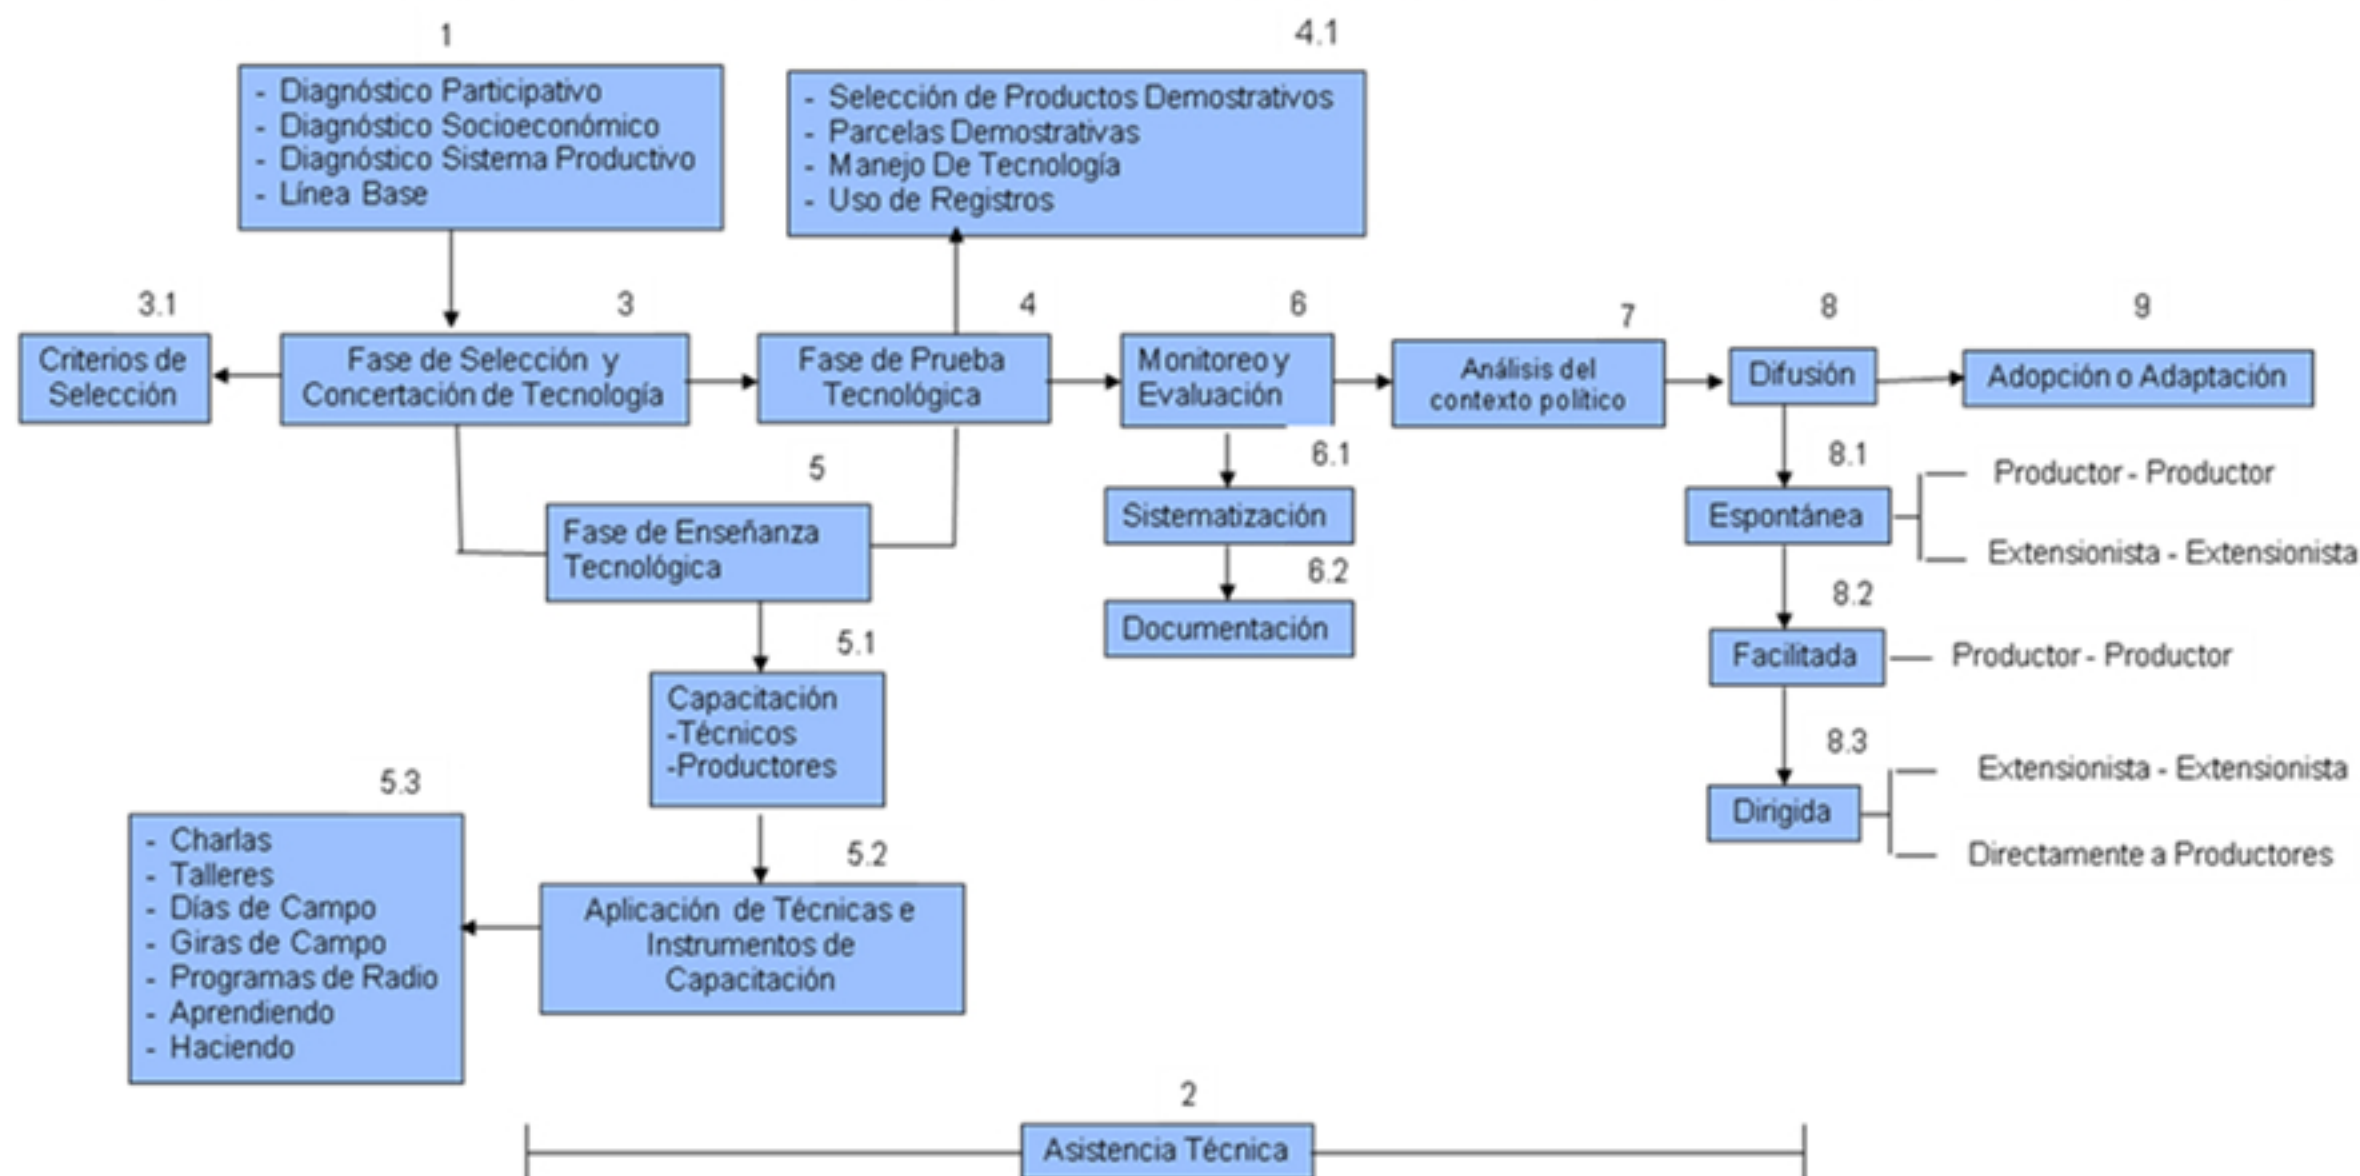 1
- Diagnóstico Participativo
- Diagnóstico Socioeconómico
- Diagnóstico Sistema Productivo
- Línea Base
4.1
- Selección de Productos Demostrativos
- Parcelas Demostrativas
- Manejo De Tecnología
- Uso de Registros
3.1
Criterios de
Selección
3
Fase de Selección y
Concertación de Tecnología
4
Fase de Prueba
Tecnológica
6
Monitoreo y
Evaluación
7
Análisis del
contexto político
8
Difusión
9
Adopción o Adaptación
5
Fase de Enseñanza
Tecnológica
6.1
Sistematización
6.2
Documentación
8.1
Espontánea
Productor - Productor
Extensionista - Extensionista
8.2
Facilitada
Productor - Productor
8.3
Dirigida
Extensionista - Extensionista
Directamente a Productores
5.1
Capacitación
-Técnicos
-Productores
5.2
Aplicación de Técnicas e
Instrumentos de
Capacitación
5.3
- Charlas
- Talleres
- Días de Campo
- Giras de Campo
- Programas de Radio
- Aprendiendo
- Haciendo
2
Asistencia Técnica